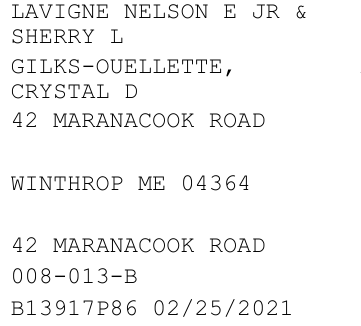 LAVIGNE NELSON E JR &
SHERRY L
GILKS-OUELLETTE,
CRYSTAL D
42 MARANACOOK ROAD
WINTHROP ME 04364
42 MARANACOOK ROAD
008-013-B
B13917P86 02/25/2021